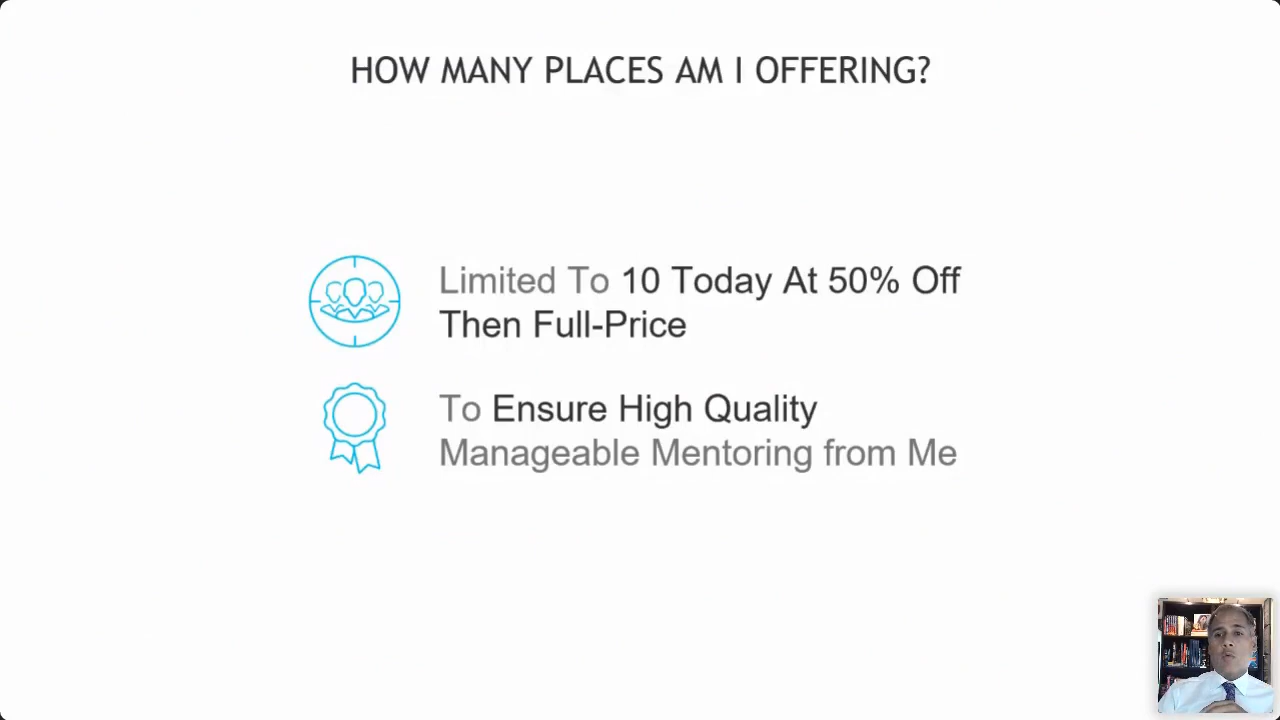 HOW MANY PLACES AM I OFFERING?
Limited To 10 Today At 50% Off
Then Full-Price
To Ensure High Quality
Manageable Mentoring from Me